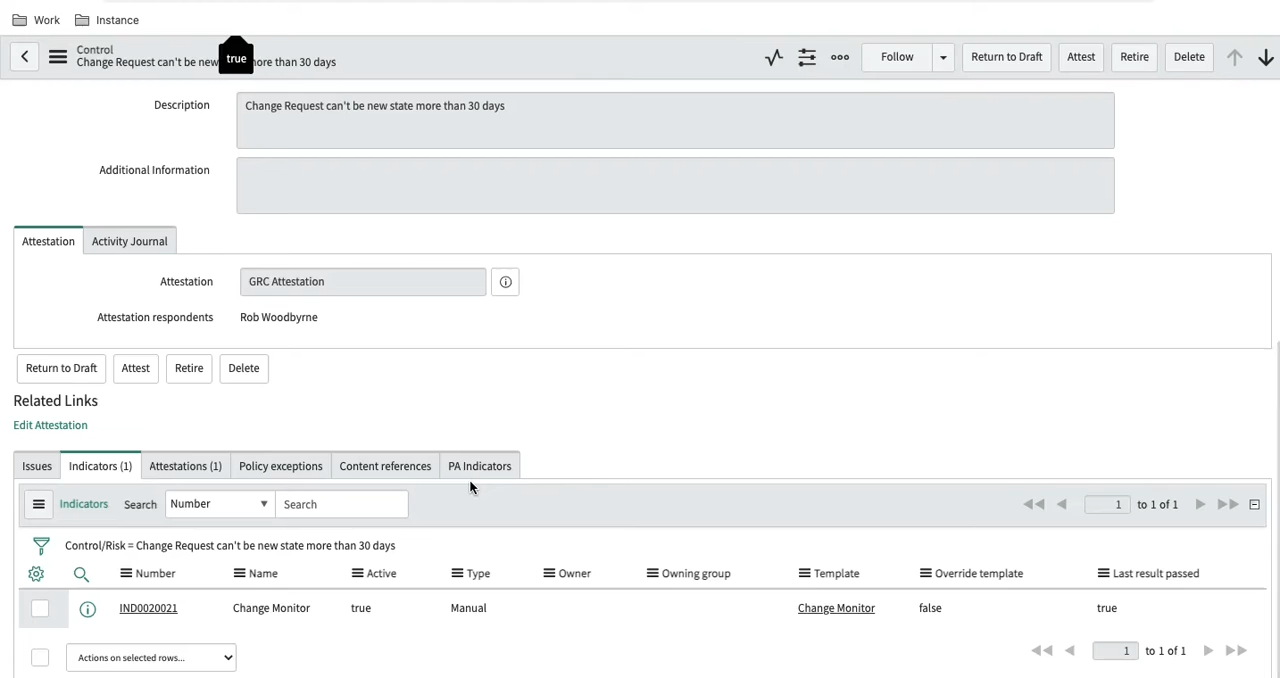 Work Instance
Control
Change Request can't be new more than 30 days
true
Follow Return to Draft Attest Retire Delete
Description Change Request can't be new state more than 30 days
Additional Information
Attestation Activity Journal
Attestation GRC Attestation
Attestation respondents Rob Woodbyrne
Return to Draft Attest Retire Delete
Related Links
Edit Attestation
Issues Indicators (1) Attestations (1) Policy exceptions Content references PA Indicators
Indicators Search Number Search 1 to 1 of 1
Control/Risk = Change Request can't be new state more than 30 days
Number Name Active Type Owner Owning group Template Override template Last result passed
IND0020021 Change Monitor true Manual Change Monitor false true
Actions on selected rows... 1 to 1 of 1